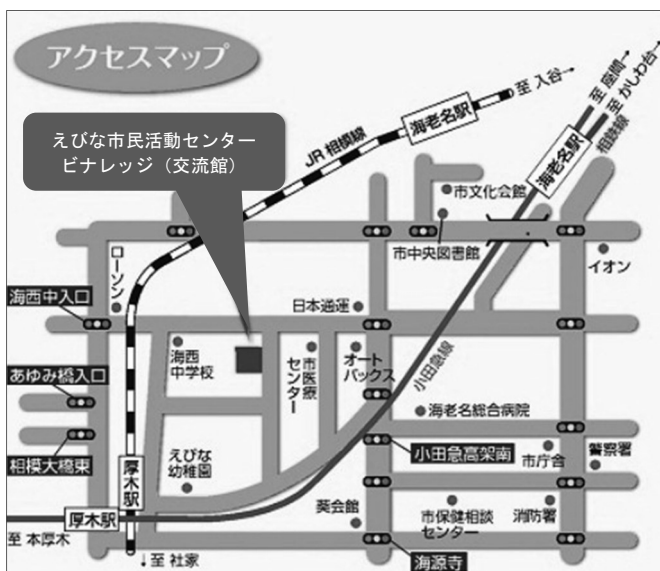 アクセスマップ
えびな市民活動センター
ビナレッジ（交流館）
JR相模線
海老名駅
至 入谷→
至 座間→
至 かしわ台→
相鉄線
海老名駅
市文化会館
市中央図書館
イオン
ローソン
海西中入口
日本通運
海西
中学校
市医療
センター
オート
バックス
小田急線
あゆみ橋入口
海老名総合病院
相模大橋東
厚木駅
えびな
幼稚園
小田急高架南
市庁舎
警察署
厚木駅
葵会館
市保健相談
センター
消防署
至 本厚木
↓至 社家
海源寺